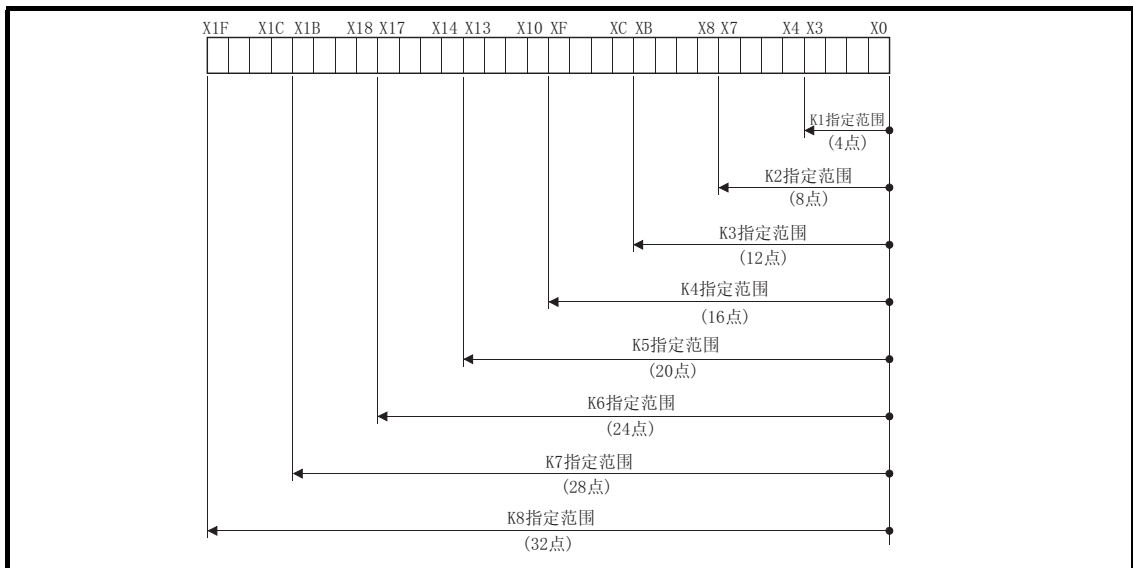 X1F X1C X1B X18 X17 X14 X13 X10 XF XC XB X8 X7 X4 X3 X0
K1指定范围
(4点)
K2指定范围
(8点)
K3指定范围
(12点)
K4指定范围
(16点)
K5指定范围
(20点)
K6指定范围
(24点)
K7指定范围
(28点)
K8指定范围
(32点)